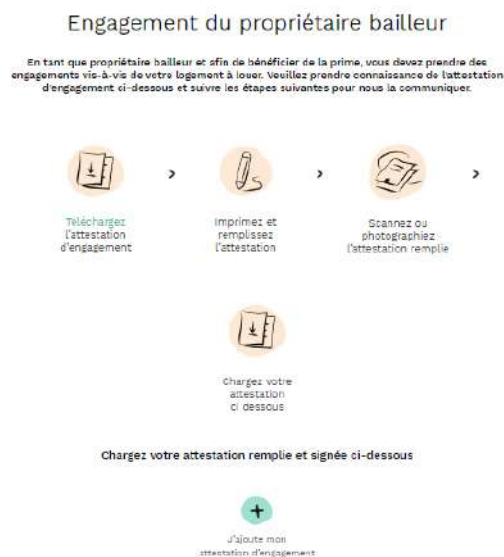 Engagement du propriétaire bailleur
En tant que propriétaire bailleur et afin de bénéficier de la prime, vous devez prendre des
engagements vis-à-vis de votre logement à louer. Veuillez prendre connaissance de l'attestation
d'engagement ci-dessous et suivre les étapes suivantes pour nous la communiquer.
Téléchargez
l'attestation
d'engagement
Imprimez et
remplissez
l'attestation
Scannez ou
photographiez
l'attestation remplie
Chargez votre
attestation
ci dessous
Chargez votre attestation remplie et signée ci-dessous
J'ajoute mon
attestation d'engagement